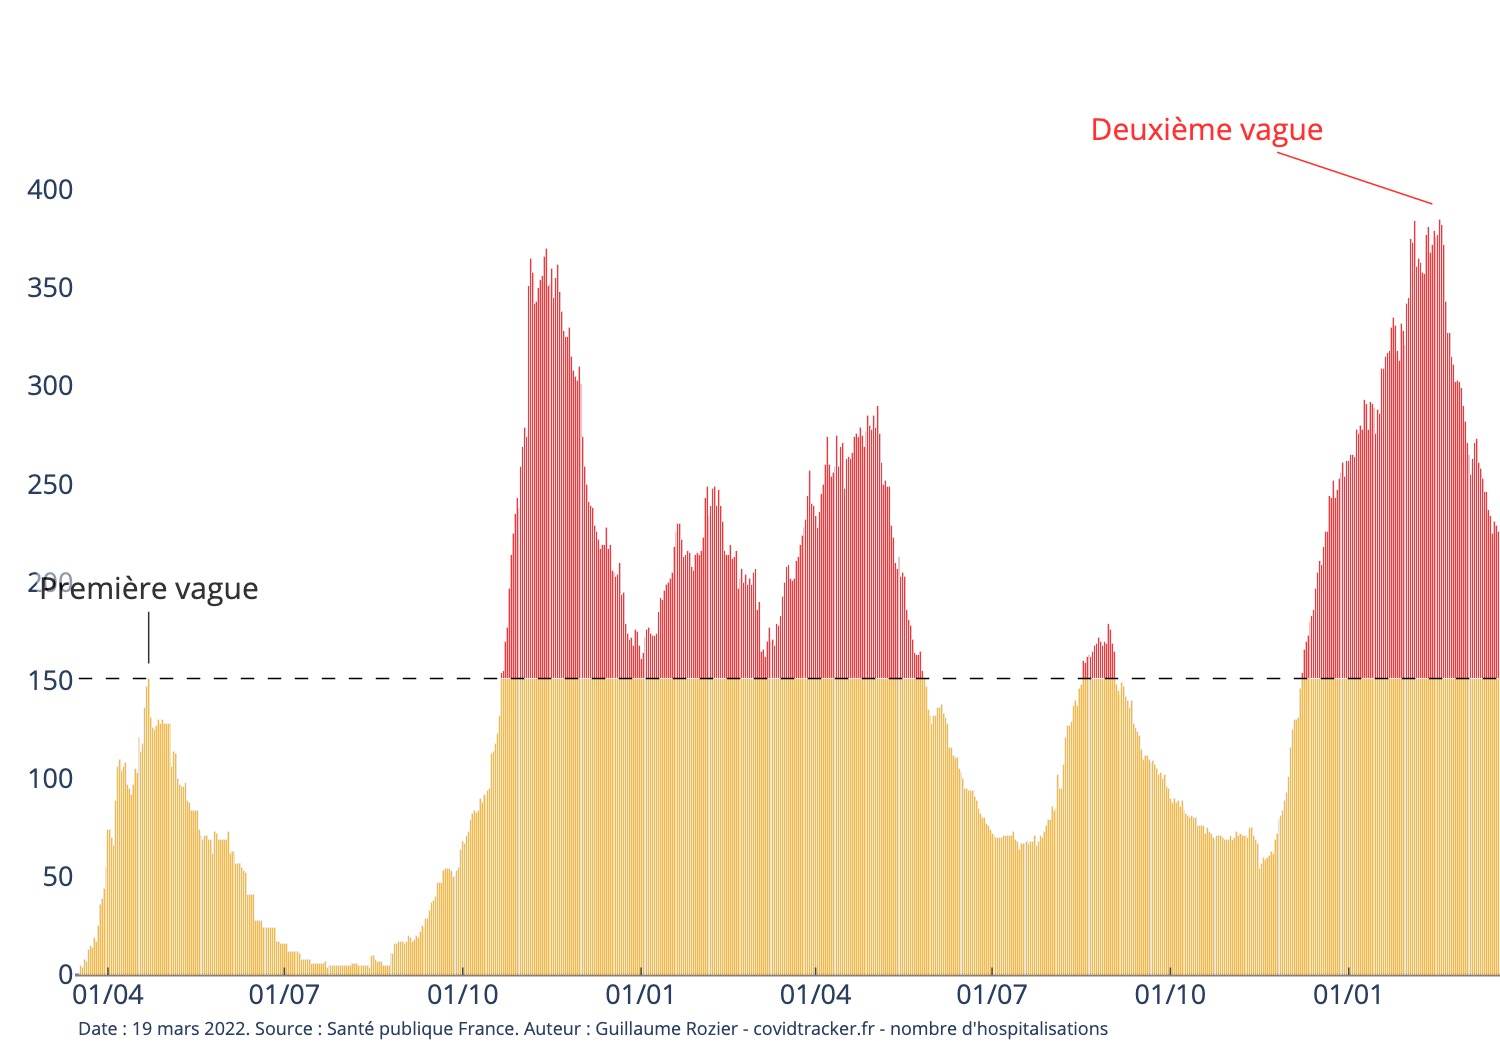 Deuxième vague
400
350
300
250
200
Première vague
150
100
50
0
01/04 01/07 01/10 01/01 01/04 01/07 01/10 01/01
Date : 19 mars 2022. Source : Santé publique France. Auteur : Guillaume Rozier - covidtracker.fr - nombre d'hospitalisations